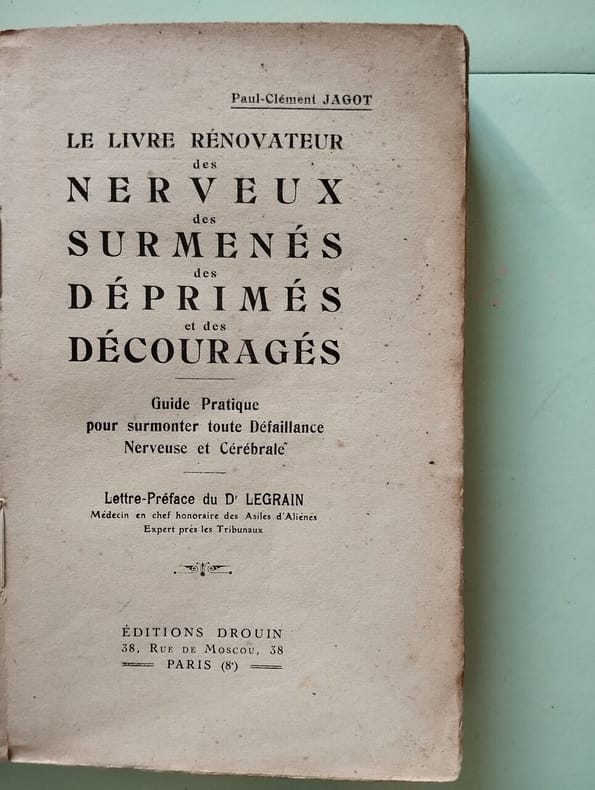 Paul-Clément JAGOT
LE LIVRE RÉNOVATEUR
des
NERVEUX
des
SURMENÉS
des
DÉPRIMÉS
et des
DÉCOURAGÉS
Guide Pratique
pour surmonter toute Défaillance
Nerveuse et Cérébrale
Lettre-Préface du Dr LEGRAIN
Médecin en chef honoraire des Asiles d'Aliénés
Expert près les Tribunaux
ÉDITIONS DROUIN
38, RUE DE MOSCOU, 38
PARIS (8e)